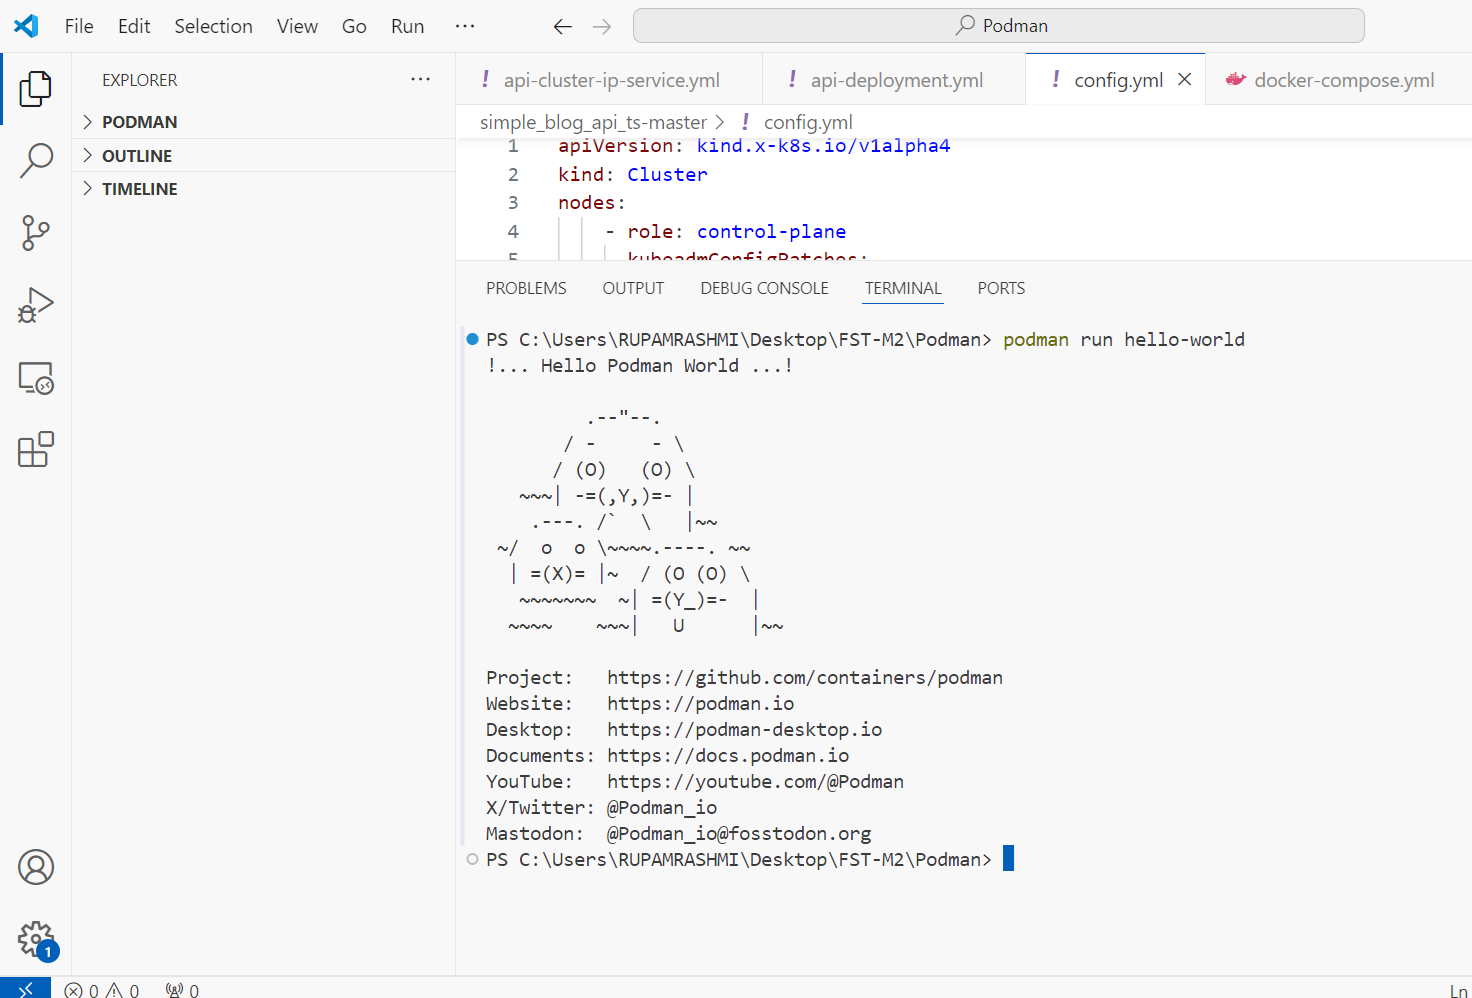 File Edit Selection View Go Run ... Podman
EXPLORER ...
PODMAN
OUTLINE
TIMELINE
! api-cluster-ip-service.yml ! api-deployment.yml ! config.yml docker-compose.yml
simple_blog_api_ts-master > ! config.yml
1 apiVersion: kind.x-k8s.io/v1alpha4
2 kind: Cluster
3 nodes:
4 - role: control-plane
5 kubeadmConfigPatches:
PROBLEMS OUTPUT DEBUG CONSOLE TERMINAL PORTS
PS C:\Users\RUPAMRASHMI\Desktop\FST-M2\Podman> podman run hello-world
!... Hello Podman World ...!
         .--"--.
       / -     - \
      / (O)   (O) \
   ~~~| -=(,Y,)=- |
    .---. /`  \   |~~
 ~/  o  o \~~~~.----. ~~
  | =(X)= |~  / (O (O) \
   ~~~~~~~  ~| =(Y_)=-  |
  ~~~~    ~~~|   U      |~~
Project:   https://github.com/containers/podman
Website:   https://podman.io
Desktop:   https://podman-desktop.io
Documents: https://docs.podman.io
YouTube:   https://youtube.com/@Podman
X/Twitter: @Podman_io
Mastodon:  @Podman_io@fosstodon.org
PS C:\Users\RUPAMRASHMI\Desktop\FST-M2\Podman>
1
0 0 0 Ln